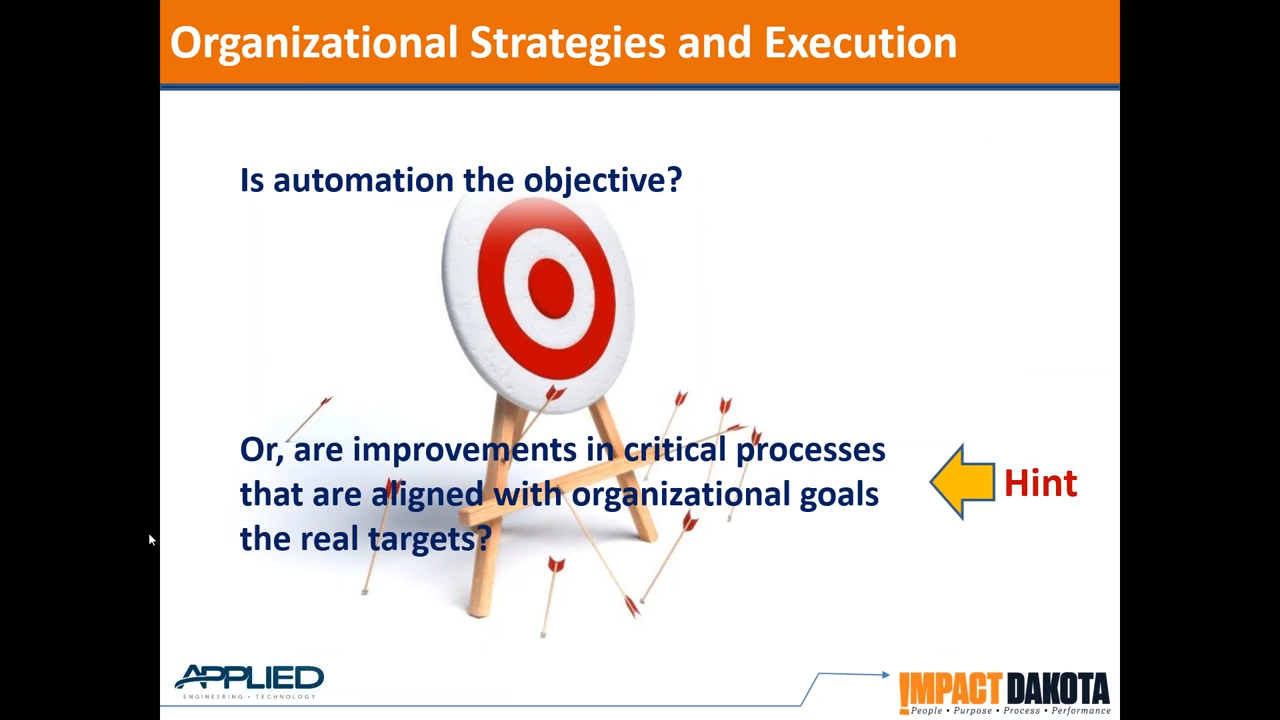 Organizational Strategies and Execution
Is automation the objective?
Or, are improvements in critical processes
that are aligned with organizational goals
the real targets?
Hint
APPLIED
ENGINEERING • TECHNOLOGY
IMPACT DAKOTA
People • Purpose • Process • Performance